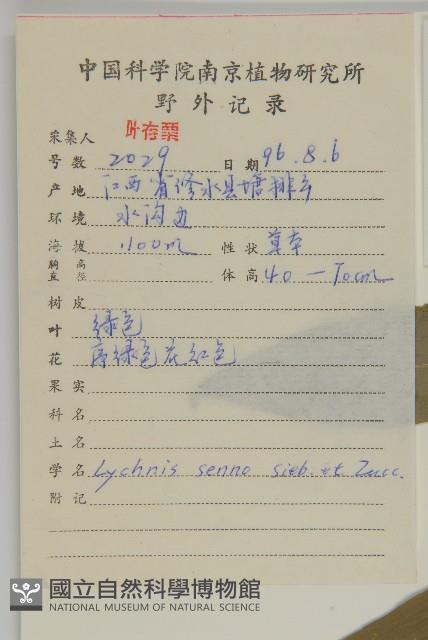 中国科学院南京植物研究所
野外记录
采集人 叶存粟
号数 2029 日期 96.8.6
产地 江西省修水县塘排乡
环境 水沟边
海拔 1100m 性状 草本
胸高直径 体高 40—70cm
树皮
叶 绿色
花 序绿色花红色
果实
科名
土名
学名 Lychnis senno sieb. et Zucc.
附记
國立自然科學博物館
NATIONAL MUSEUM OF NATURAL SCIENCE